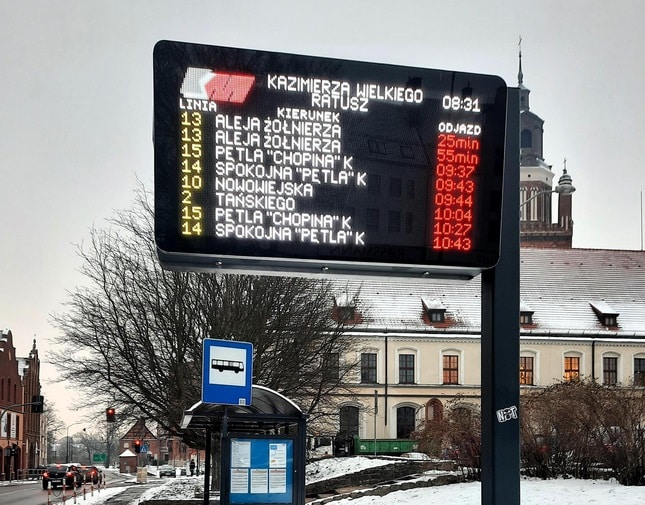 KM KAZIMIERZA WIELKIEGO 08:31
RATUSZ
LINIA KIERUNEK ODJAZD
13 ALEJA ŻOŁNIERZA 25min
13 ALEJA ŻOŁNIERZA 55min
15 PĘTLA "CHOPINA" K 09:37
14 SPOKOJNA "PĘTLA" K 09:43
10 NOWOWIEJSKA 09:44
2 TAŃSKIEGO 10:04
15 PĘTLA "CHOPINA" K 10:27
14 SPOKOJNA "PĘTLA" K 10:43